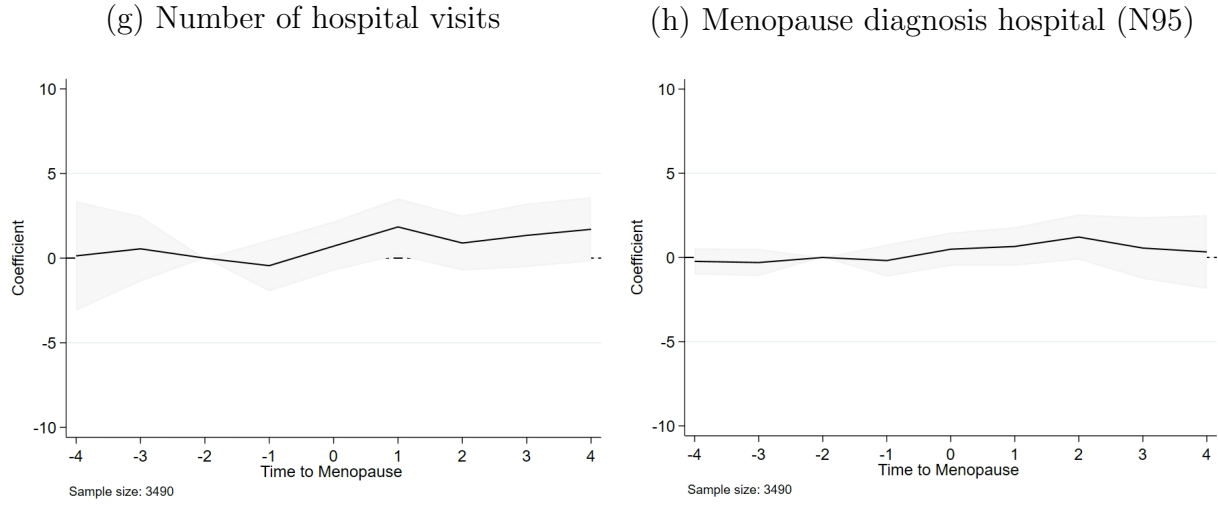 (g) Number of hospital visits
10
5
0
-5
-10
Coefficient
-4 -3 -2 -1 0 1 2 3 4
Time to Menopause
Sample size: 3490
(h) Menopause diagnosis hospital (N95)
10
5
0
-5
-10
Coefficient
-4 -3 -2 -1 0 1 2 3 4
Time to Menopause
Sample size: 3490